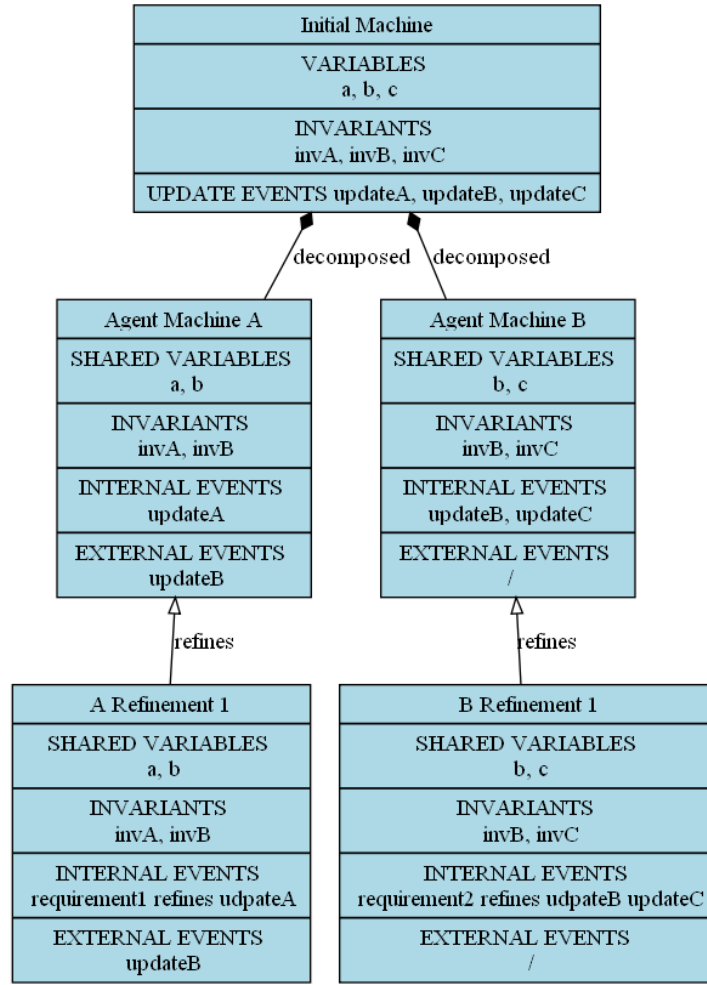 Initial Machine
VARIABLES
a, b, c
INVARIANTS
invA, invB, invC
UPDATE EVENTS updateA, updateB, updateC
decomposed
decomposed
Agent Machine A
SHARED VARIABLES
a, b
INVARIANTS
invA, invB
INTERNAL EVENTS
updateA
EXTERNAL EVENTS
updateB
Agent Machine B
SHARED VARIABLES
b, c
INVARIANTS
invB, invC
INTERNAL EVENTS
updateB, updateC
EXTERNAL EVENTS
/
refines
refines
A Refinement 1
SHARED VARIABLES
a, b
INVARIANTS
invA, invB
INTERNAL EVENTS
requirement1 refines udpateA
EXTERNAL EVENTS
updateB
B Refinement 1
SHARED VARIABLES
b, c
INVARIANTS
invB, invC
INTERNAL EVENTS
requirement2 refines udpateB updateC
EXTERNAL EVENTS
/